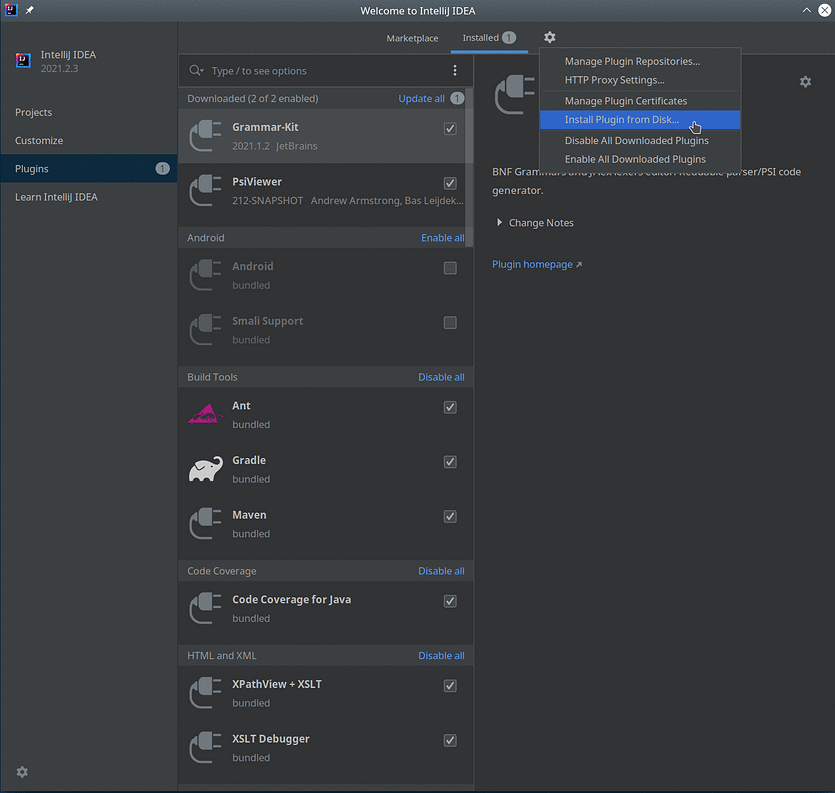 Welcome to IntelliJ IDEA
IntelliJ IDEA
2021.2.3
Projects
Customize
Plugins 1
Learn IntelliJ IDEA
Marketplace Installed 1
Type / to see options
Downloaded (2 of 2 enabled) Update all 1
Grammar-Kit
2021.1.2 JetBrains
PsiViewer
212-SNAPSHOT Andrew Armstrong, Bas Leijdek...
Android Enable all
Android
bundled
Smali Support
bundled
Build Tools Disable all
Ant
bundled
Gradle
bundled
Maven
bundled
Code Coverage Disable all
Code Coverage for Java
bundled
HTML and XML Disable all
XPathView + XSLT
bundled
XSLT Debugger
bundled
Manage Plugin Repositories...
HTTP Proxy Settings...
Manage Plugin Certificates
Install Plugin from Disk...
Disable All Downloaded Plugins
Enable All Downloaded Plugins
BNF Grammars and JFlex lexers editor. Readable parser/PSI code
generator.
Change Notes
Plugin homepage